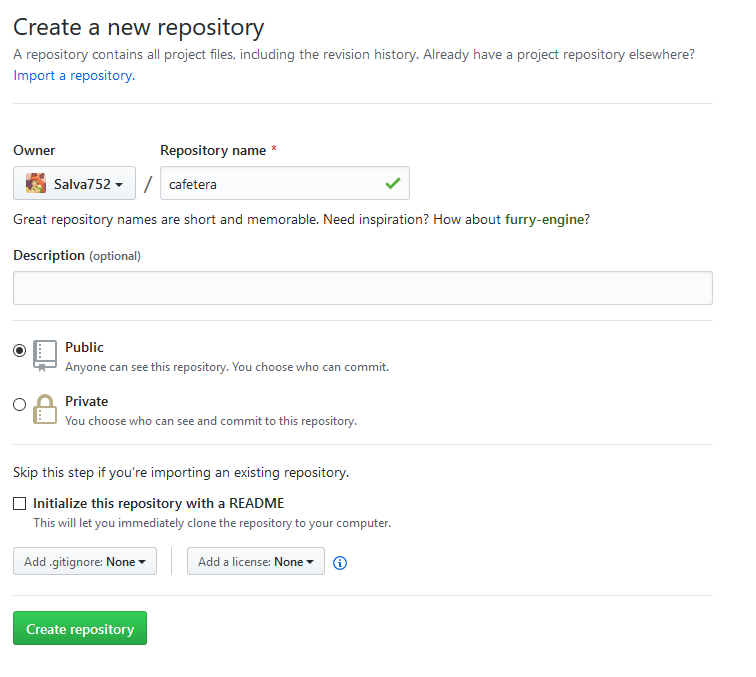 Create a new repository
A repository contains all project files, including the revision history. Already have a project repository elsewhere?
Import a repository.
Owner
Repository name *
Salva752
/
cafetera
Great repository names are short and memorable. Need inspiration? How about furry-engine?
Description (optional)
Public
Anyone can see this repository. You choose who can commit.
Private
You choose who can see and commit to this repository.
Skip this step if you're importing an existing repository.
Initialize this repository with a README
This will let you immediately clone the repository to your computer.
Add .gitignore: None
Add a license: None
Create repository